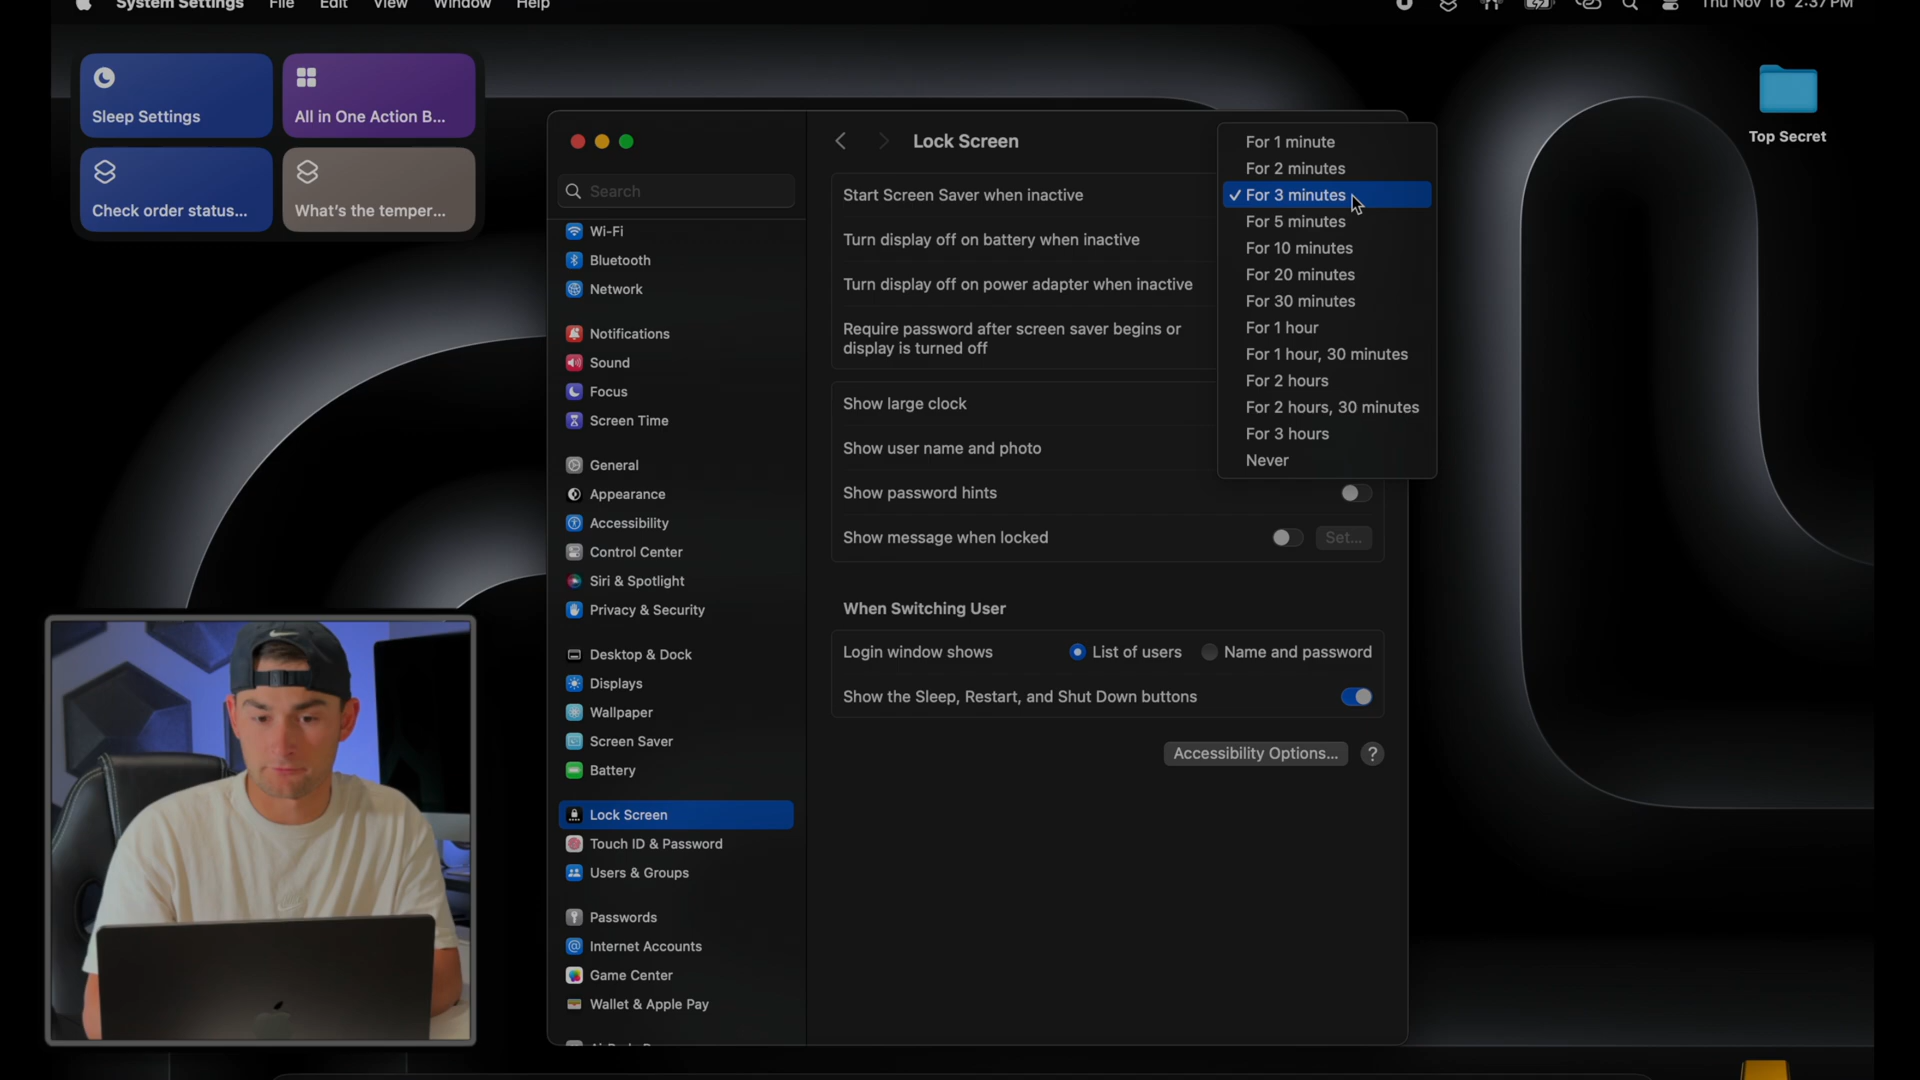 System Settings File Edit View Window Help
Thu Nov 16 2:37 PM
Sleep Settings
All in One Action B...
Check order status...
What's the temper...
Top Secret
Search
Wi-Fi
Bluetooth
Network
Notifications
Sound
Focus
Screen Time
General
Appearance
Accessibility
Control Center
Siri & Spotlight
Privacy & Security
Desktop & Dock
Displays
Wallpaper
Screen Saver
Battery
Lock Screen
Touch ID & Password
Users & Groups
Passwords
Internet Accounts
Game Center
Wallet & Apple Pay
Lock Screen
Start Screen Saver when inactive
Turn display off on battery when inactive
Turn display off on power adapter when inactive
Require password after screen saver begins or
display is turned off
Show large clock
Show user name and photo
Show password hints
Show message when locked
Set...
For 1 minute
For 2 minutes
For 3 minutes
For 5 minutes
For 10 minutes
For 20 minutes
For 30 minutes
For 1 hour
For 1 hour, 30 minutes
For 2 hours
For 2 hours, 30 minutes
For 3 hours
Never
When Switching User
Login window shows
List of users
Name and password
Show the Sleep, Restart, and Shut Down buttons
Accessibility Options...
?